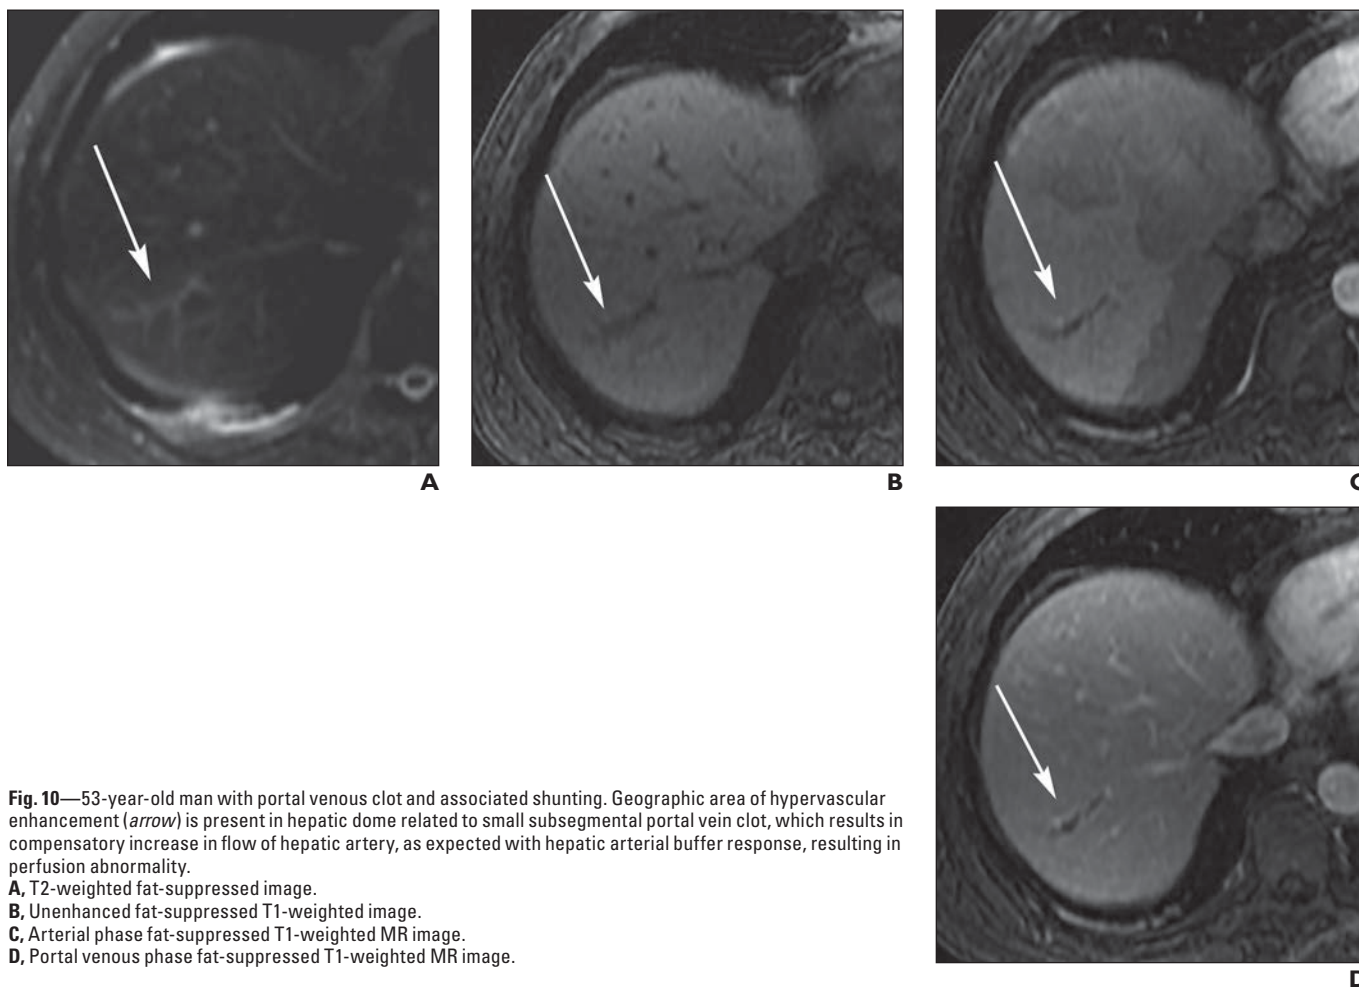 A
B
C
D
Fig. 10—53-year-old man with portal venous clot and associated shunting. Geographic area of hypervascular
enhancement (arrow) is present in hepatic dome related to small subsegmental portal vein clot, which results in
compensatory increase in flow of hepatic artery, as expected with hepatic arterial buffer response, resulting in
perfusion abnormality.
A, T2-weighted fat-suppressed image.
B, Unenhanced fat-suppressed T1-weighted image.
C, Arterial phase fat-suppressed T1-weighted MR image.
D, Portal venous phase fat-suppressed T1-weighted MR image.